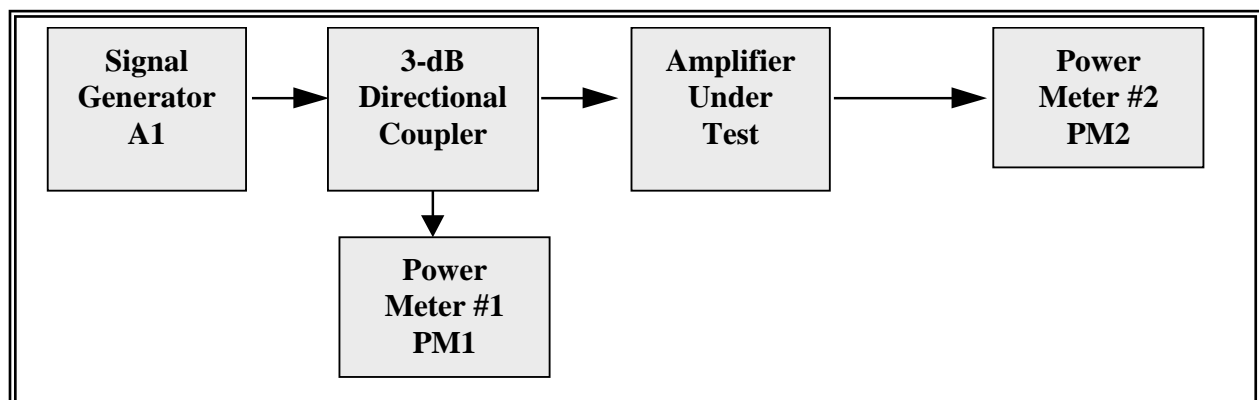 Signal
Generator
A1
3-dB
Directional
Coupler
Amplifier
Under
Test
Power
Meter #2
PM2
Power
Meter #1
PM1